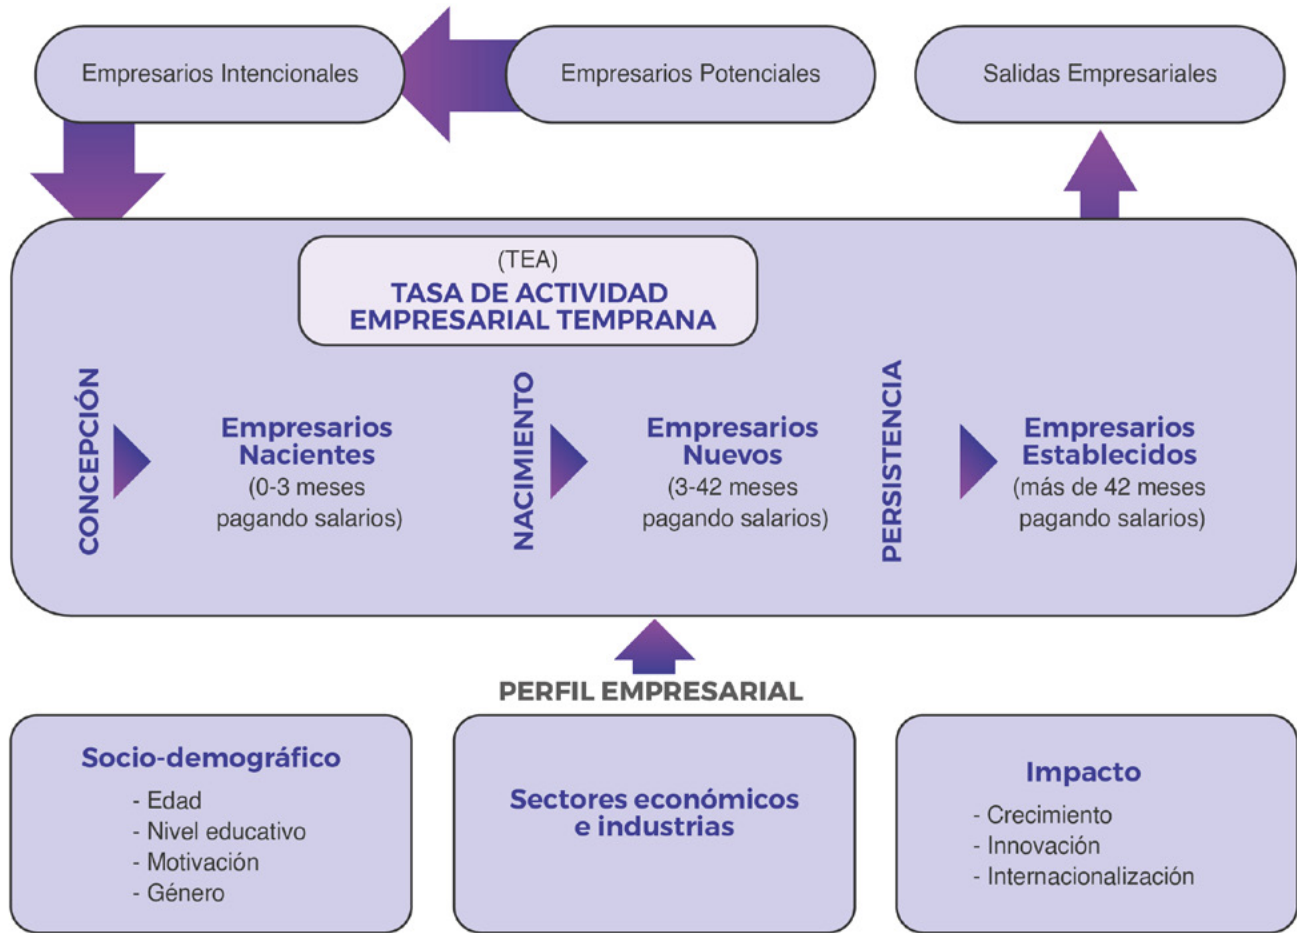 Empresarios Intencionales
Empresarios Potenciales
Salidas Empresariales
(TEA)
TASA DE ACTIVIDAD
EMPRESARIAL TEMPRANA
CONCEPCIÓN
Empresarios
Nacientes
(0-3 meses
pagando salarios)
NACIMIENTO
Empresarios
Nuevos
(3-42 meses
pagando salarios)
PERSISTENCIA
Empresarios
Establecidos
(más de 42 meses
pagando salarios)
PERFIL EMPRESARIAL
Socio-demográfico
- Edad
- Nivel educativo
- Motivación
- Género
Sectores económicos
e industrias
Impacto
- Crecimiento
- Innovación
- Internacionalización